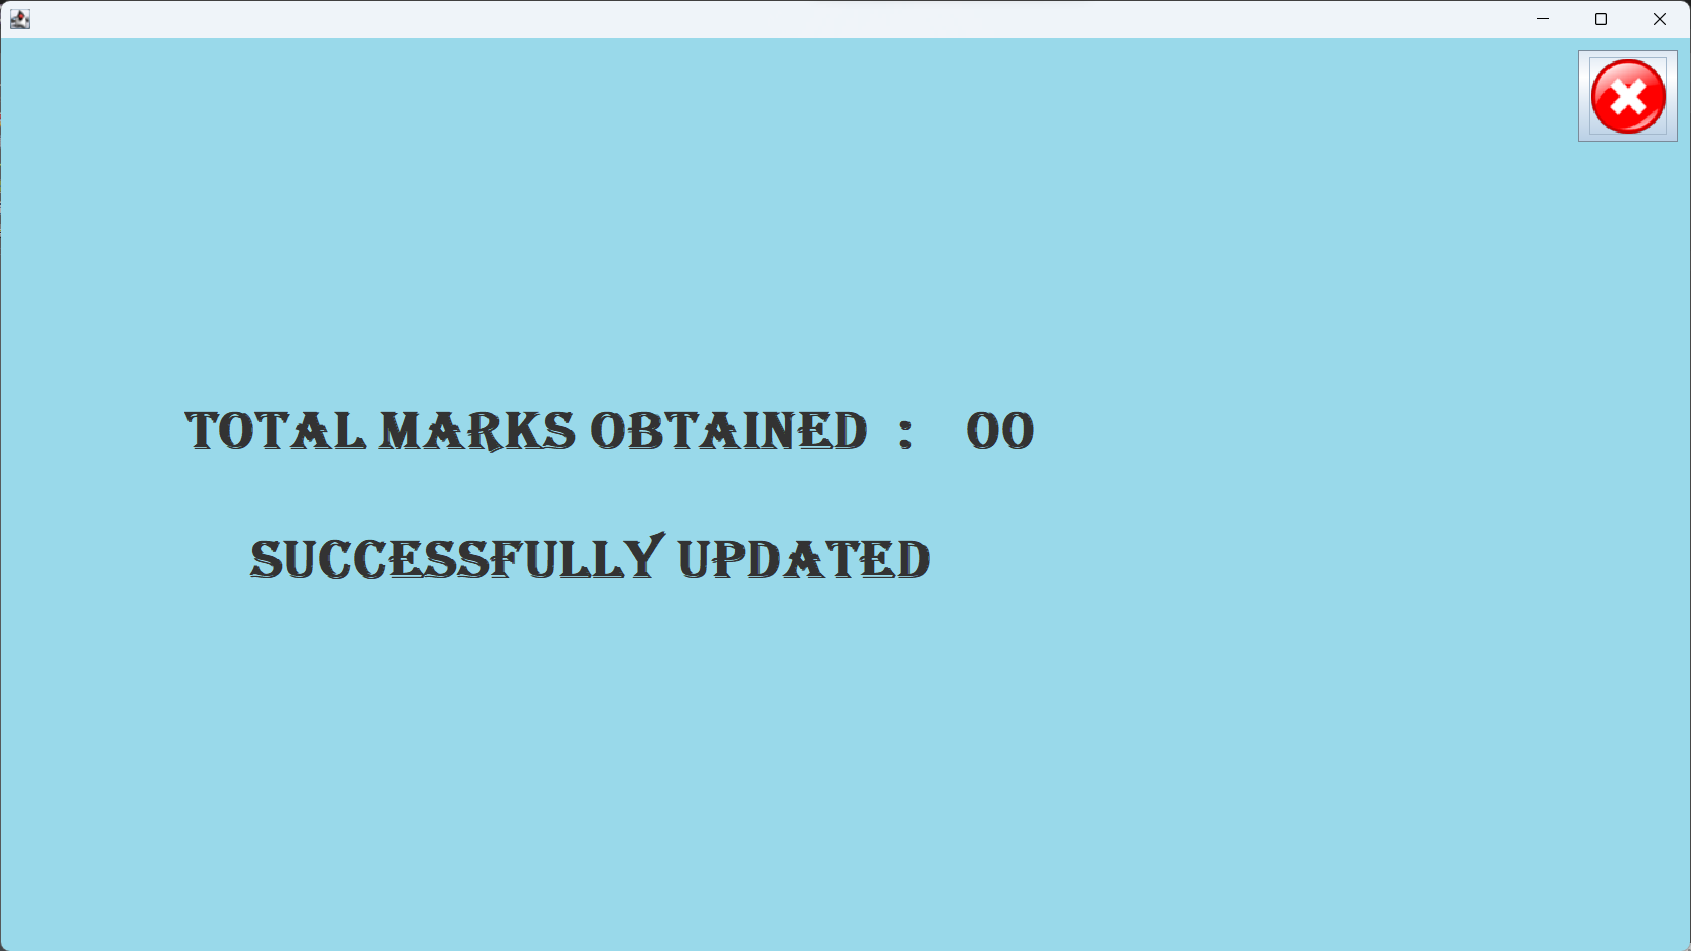 TOTAL MARKS OBTAINED : 00
SUCCESSFULLY UPDATED